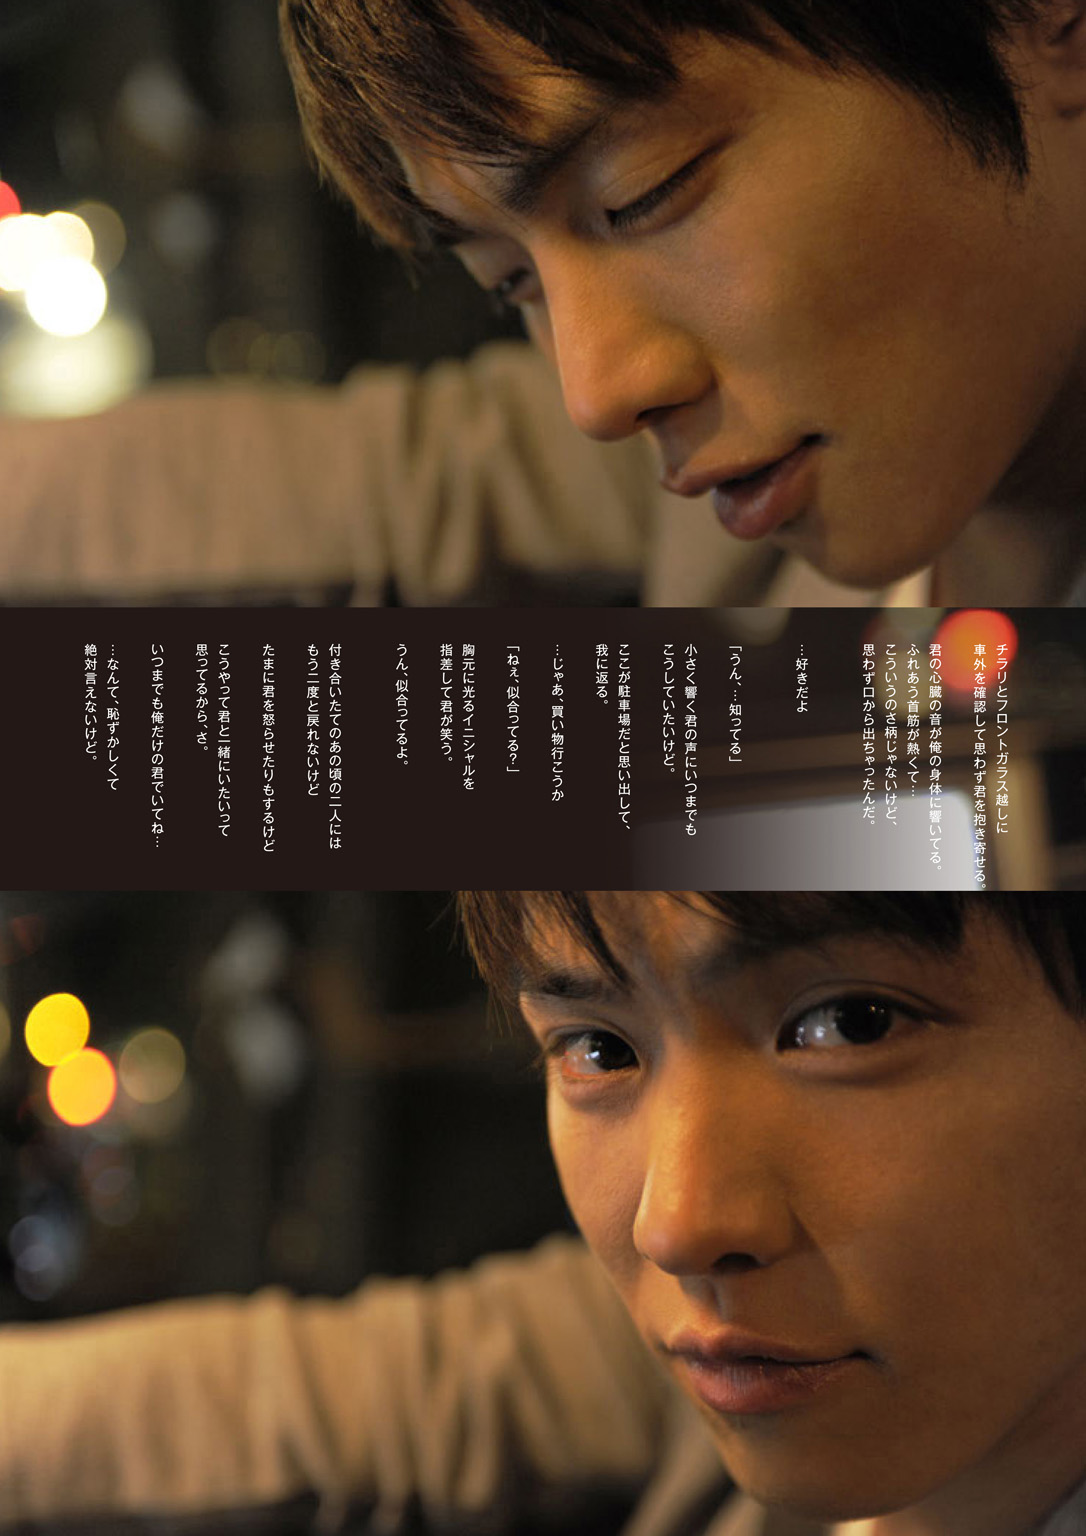 チラリとフロントガラス越しに
車外を確認して思わず君を抱き寄せる。
君の心臓の音が俺の身体に響いてる。
ふれあう首筋が熱くて…
こういうのさ柄じゃないけど、
思わず口から出ちゃったんだ。
…好きだよ
「うん、…知ってる」
小さく響く君の声にいつまでも
こうしていたいけど。
ここが駐車場だと思い出して、
我に返る。
…じゃあ、買い物行こうか
「ねぇ、似合ってる?」
胸元に光るイニシャルを
指差して君が笑う。
うん、似合ってるよ。
付き合いたてのあの頃の二人には
もう二度と戻れないけど
たまに君を怒らせたりもするけど
こうやって君と一緒にいたいって
思ってるから、さ。
いつまでも俺だけの君でいてね…
…なんて、恥ずかしくて
絶対言えないけど。